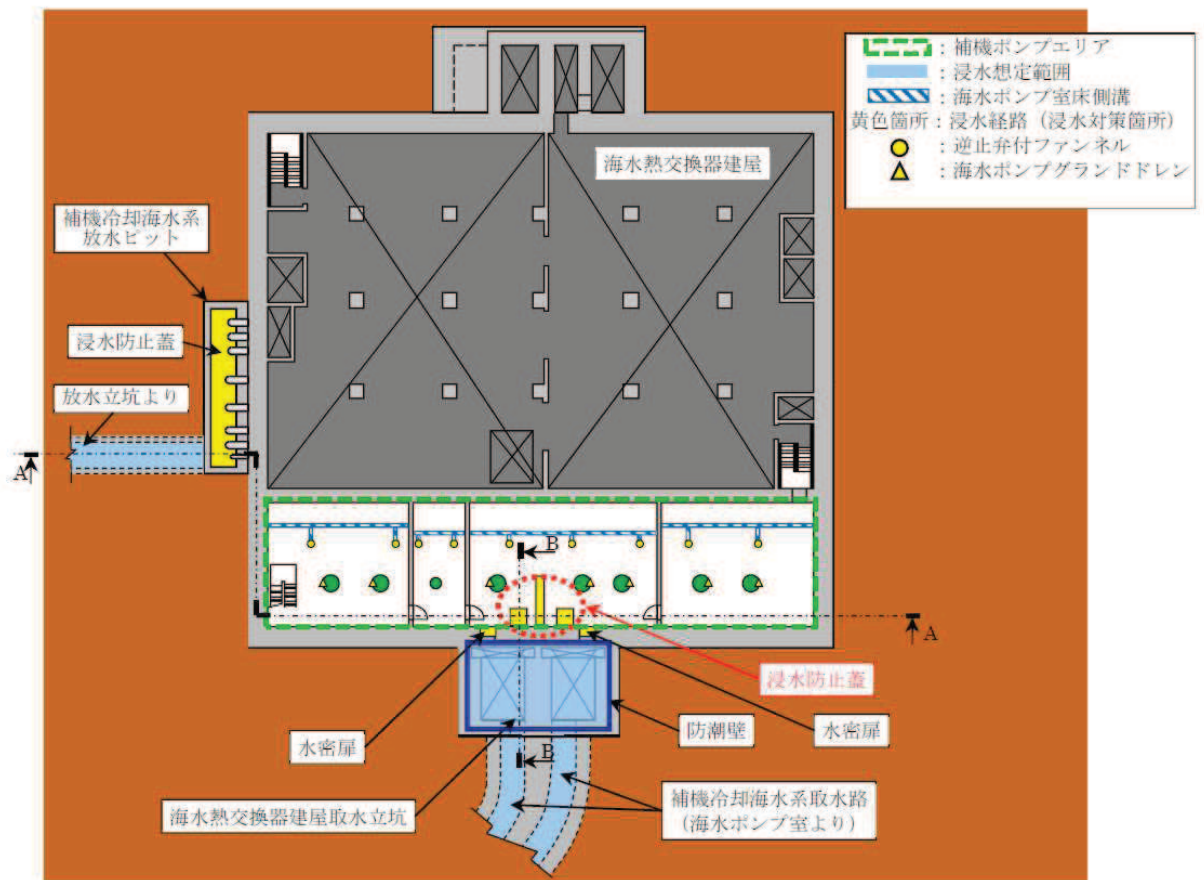 ：補機ポンプエリア
：浸水想定範囲
：海水ポンプ室床側溝
黄色箇所：浸水経路（浸水対策箇所）
：逆止弁付ファンネル
：海水ポンプグランドドレン
海水熱交換器建屋
補機冷却海水系
放水ピット
浸水防止蓋
放水立坑より
A
B
A
浸水防止蓋
水密扉
防潮壁
水密扉
B
海水熱交換器建屋取水立坑
補機冷却海水系取水路
（海水ポンプ室より）